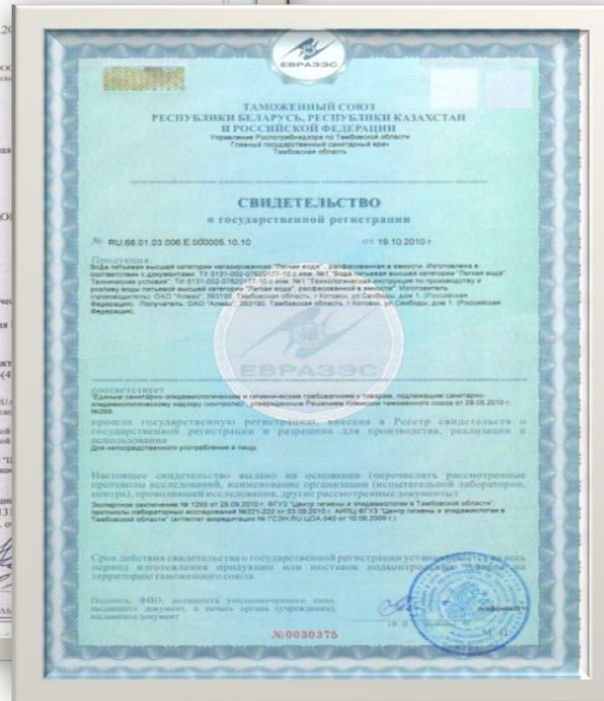 ЕВРАЗЭС
ТАМОЖЕННЫЙ СОЮЗ
РЕСПУБЛИКИ БЕЛАРУСЬ, РЕСПУБЛИКИ КАЗАХСТАН
И РОССИЙСКОЙ ФЕДЕРАЦИИ
Управление Роспотребнадзора по Тамбовской области
Главный государственный санитарный врач
Тамбовская область
СВИДЕТЕЛЬСТВО
о государственной регистрации
№ RU.68.01.03.006.Е.000005.10.10 от 19.10.2010 г.
Продукция:
Вода питьевая высшей категории негазированная "Легкая вода", расфасованная в емкости. Изготовлена в
соответствии с документами: ТУ 0131-002-07620177-10 с изм. №1 "Вода питьевая высшей категории "Легкая вода"
Технические условия"; ТИ 0131-002-07620177-10 с изм. №1 "Технологическая инструкция по производству и
розливу воды питьевой высшей категории "Легкая вода", расфасованной в емкости". Изготовитель
(производитель): ОАО "Алмаз", 393190, Тамбовская область, г.Котовск, ул.Свободы, дом 1, (Российская
Федерация). Получатель: ОАО "Алмаз", 393190, Тамбовская область, г.Котовск, ул.Свободы, дом 1. (Российская
Федерация).
ЕВРАЗЭС
соответствует
"Единым санитарно-эпидемиологическим и гигиеническим требованиям к товарам, подлежащим санитарно-
эпидемиологическому надзору (контролю)", утвержденным Решением Комиссии таможенного союза от 28.05.2010 г.
№299.
прошла государственную регистрацию, внесена в Реестр свидетельств о
государственной регистрации и разрешена для производства, реализации и
использования
Для непосредственного употребления в пищу
Настоящее свидетельство выдано на основании (перечислить рассмотренные
протоколы исследований, наименование организации (испытательной лаборатории,
центра), проводившей исследования, другие рассмотренные документы):
Экспертное заключение № 1265 от 28.09.2010 г. ФГУЗ "Центр гигиены и эпидемиологии в Тамбовской области";
протоколы лабораторных исследований №221-222 от 03.09.2010 г. АИЛЦ ФГУЗ "Центр гигиены и эпидемиологии в
Тамбовской области" (аттестат аккредитации № ГСЭН.RU.ЦОА.040 от 10.06.2009 г.)
Срок действия свидетельства о государственной регистрации устанавливается на весь
период изготовления продукции или поставок подконтрольных товаров на
территорию таможенного союза
Подпись, ФИО, должность уполномоченного лица,
выдавшего документ, и печать органа (учреждения),
выдавшего документ
№0030375
М. П.